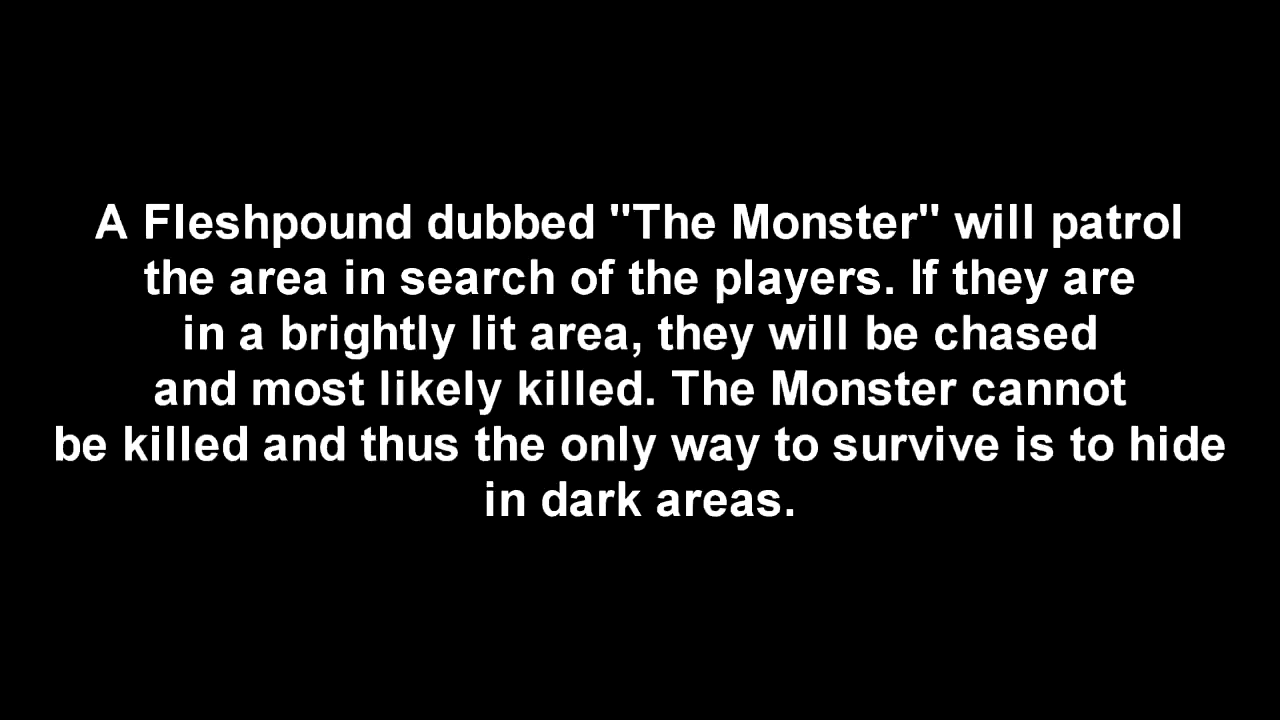 A Fleshpound dubbed "The Monster" will patrol
the area in search of the players. If they are
in a brightly lit area, they will be chased
and most likely killed. The Monster cannot
be killed and thus the only way to survive is to hide
in dark areas.